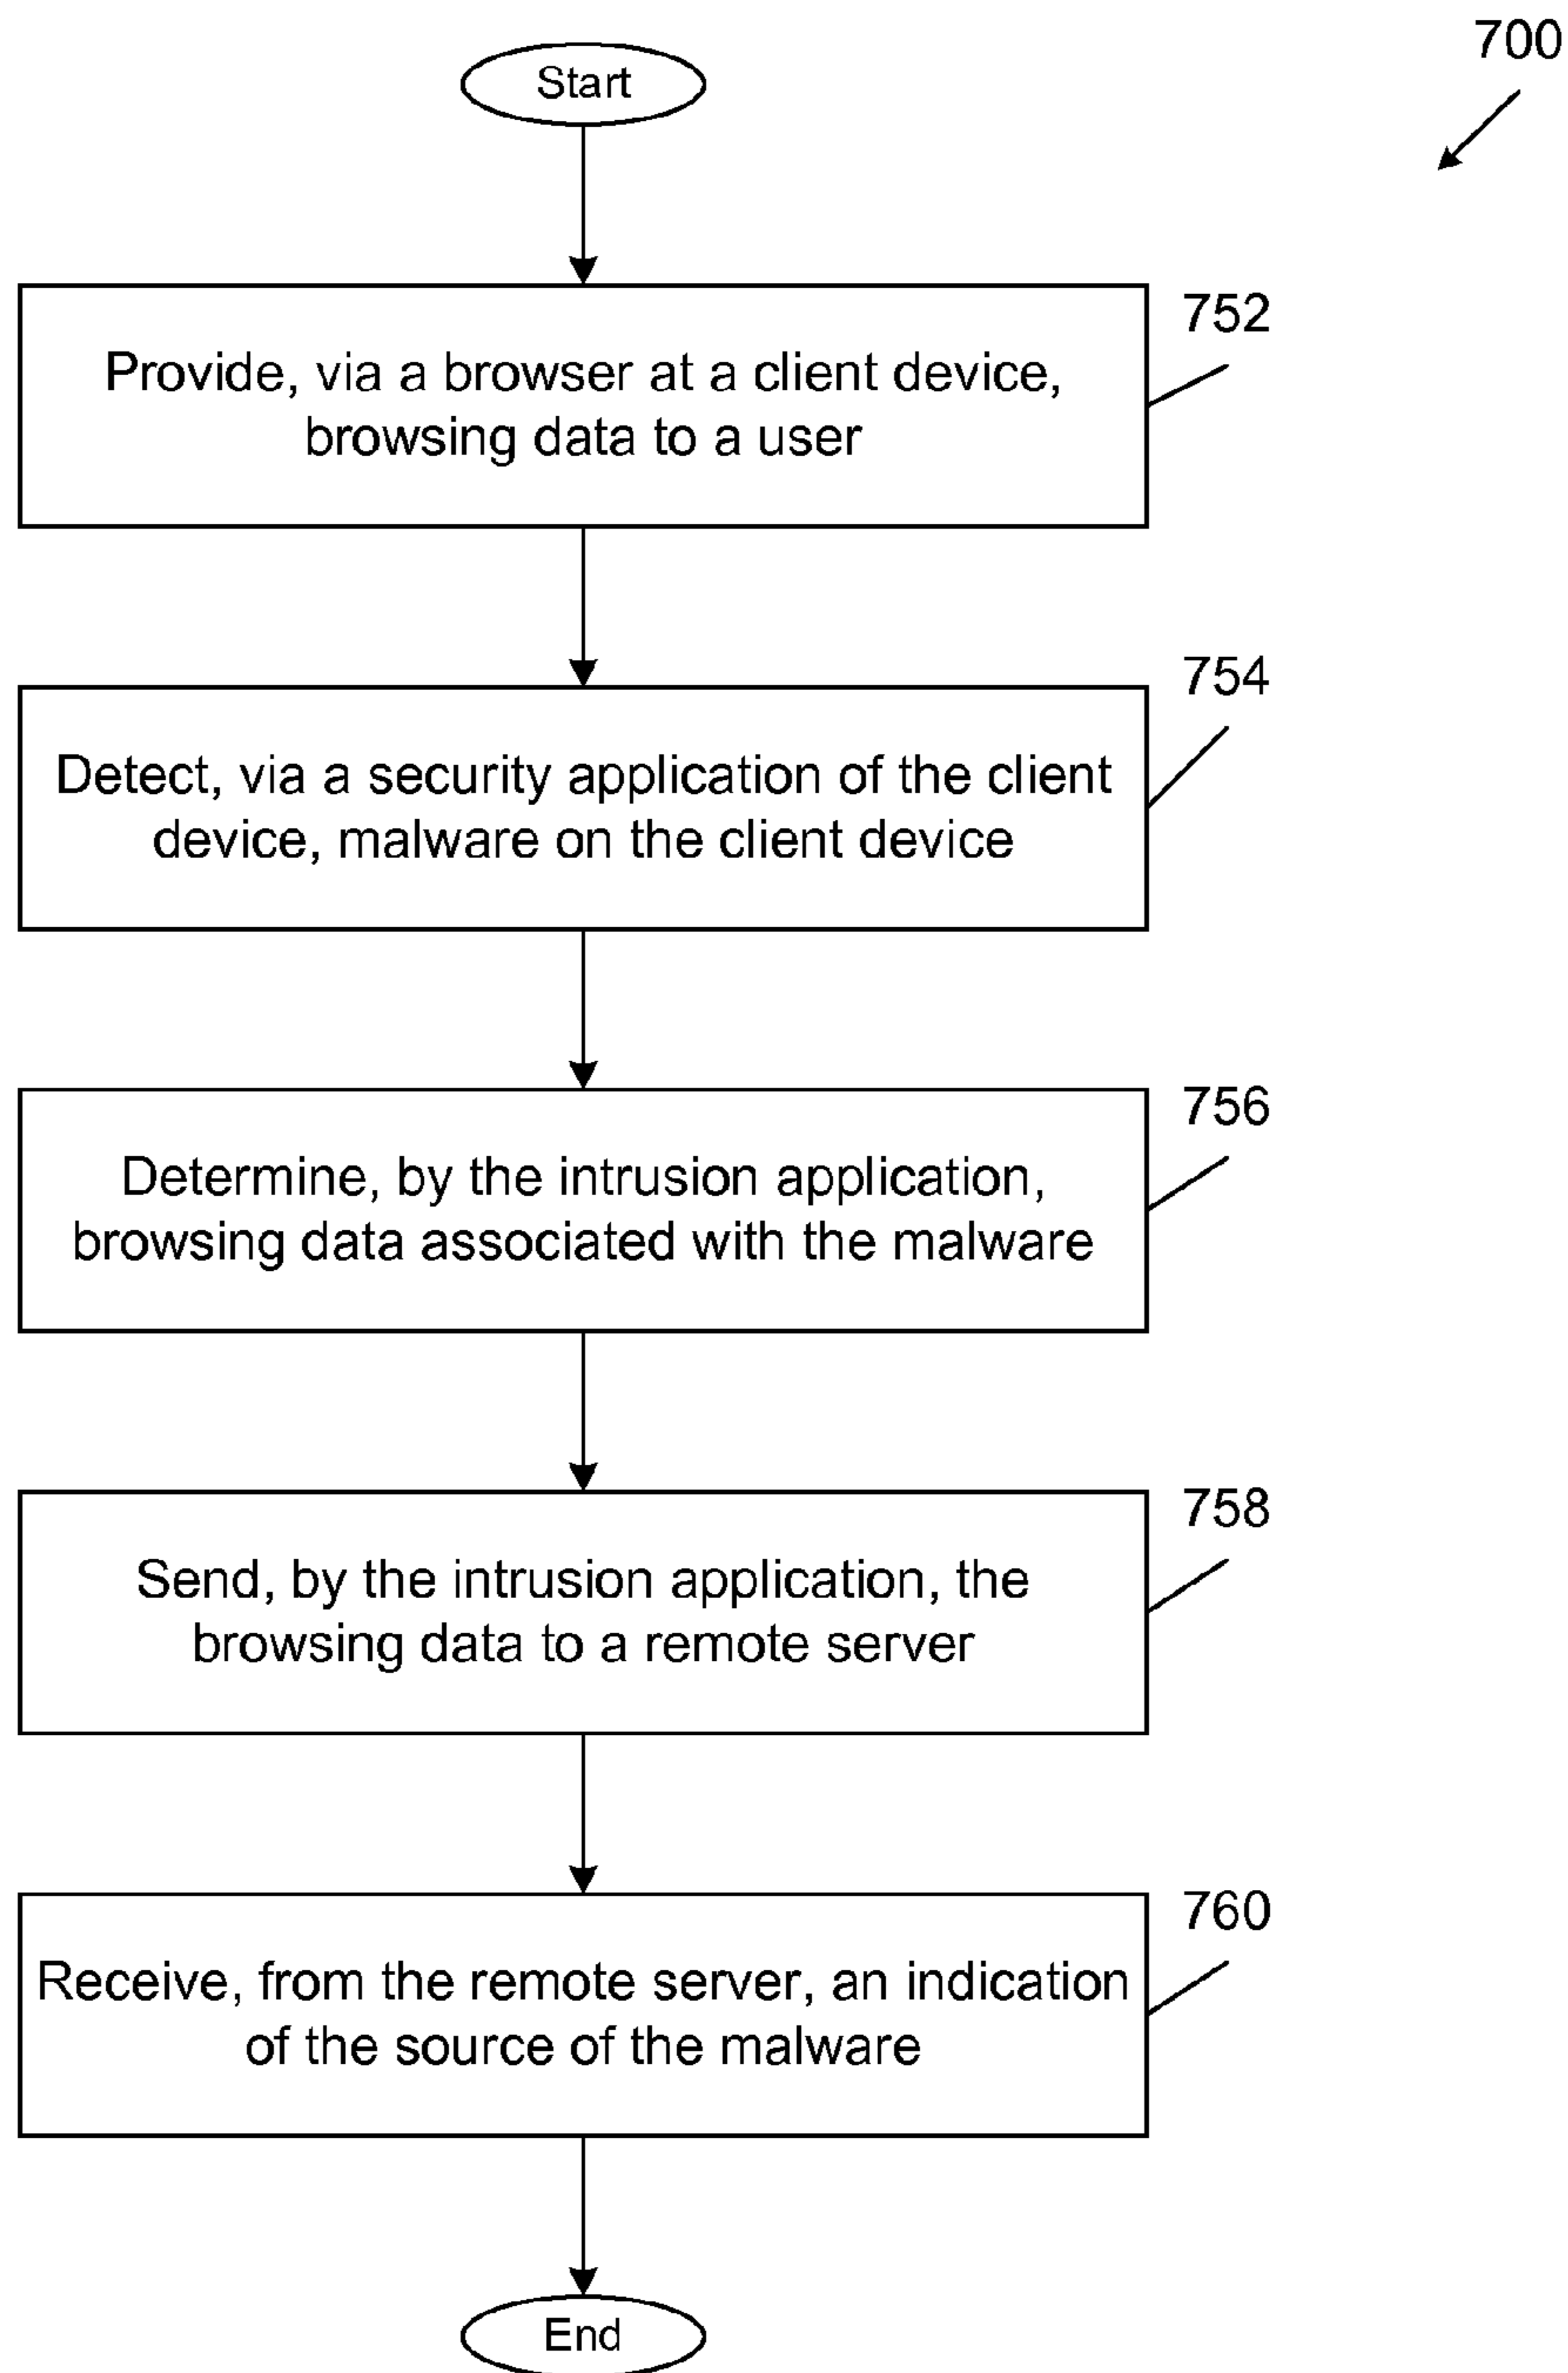 700
Start
752
Provide, via a browser at a client device,
browsing data to a user
754
Detect, via a security application of the client
device, malware on the client device
756
Determine, by the intrusion application,
browsing data associated with the malware
758
Send, by the intrusion application, the
browsing data to a remote server
760
Receive, from the remote server, an indication
of the source of the malware
End